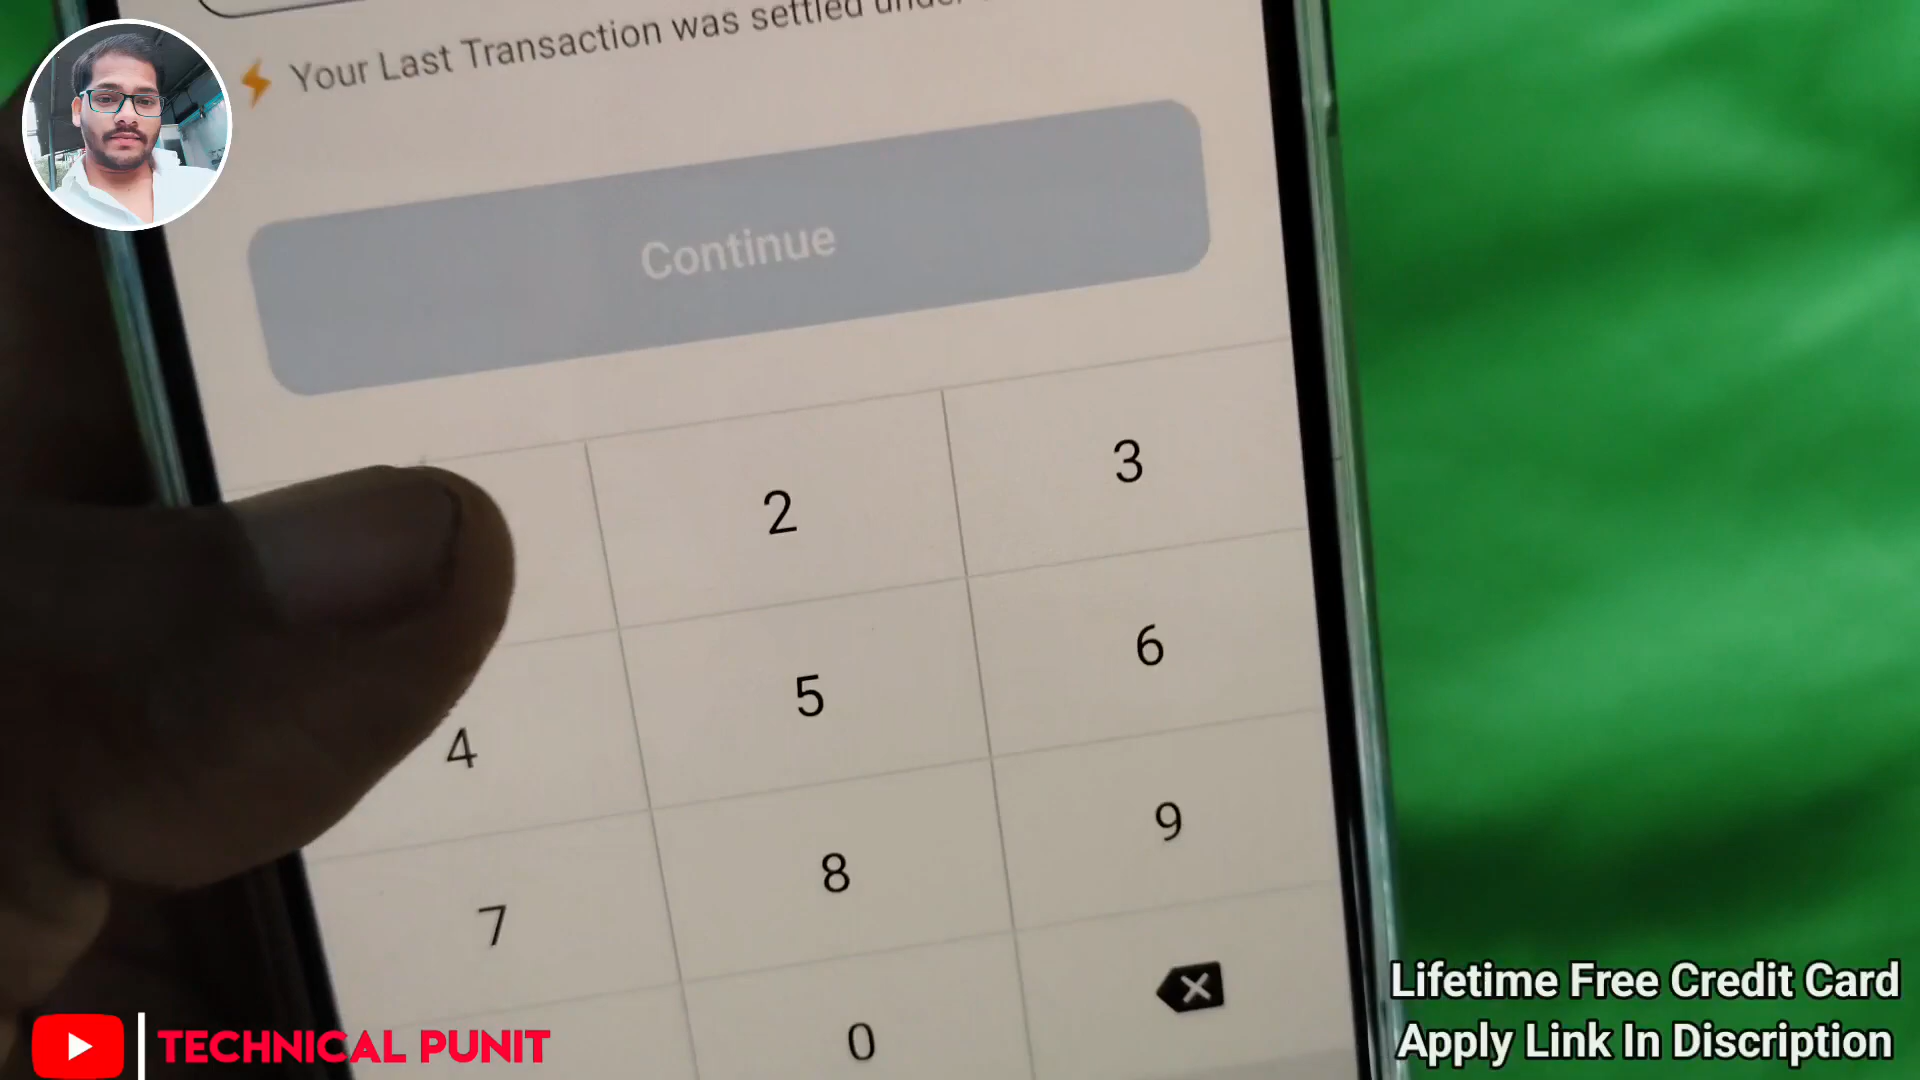 Your Last Transaction was settled under
Continue
2
3
4
5
6
7
8
9
0
TECHNICAL PUNIT
Lifetime Free Credit Card
Apply Link In Discription